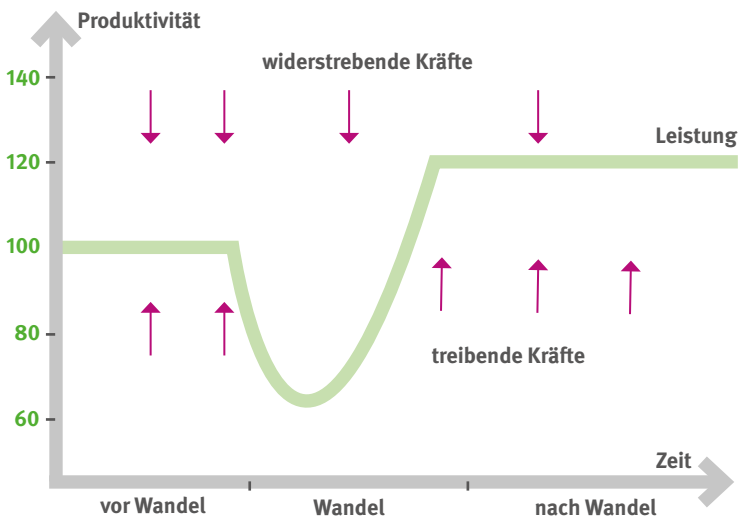 Produktivität
widerstrebende Kräfte
140
Leistung
120
100
80
treibende Kräfte
60
Zeit
vor Wandel
Wandel
nach Wandel